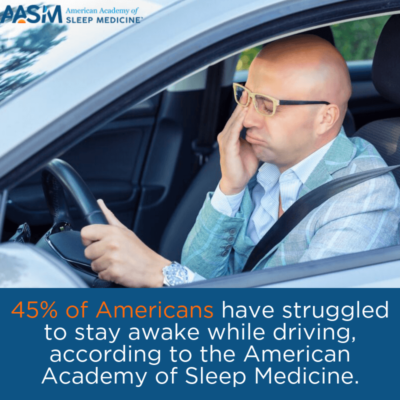 AASM American Academy of
SLEEP MEDICINE™
45% of Americans have struggled
to stay awake while driving,
according to the American
Academy of Sleep Medicine.